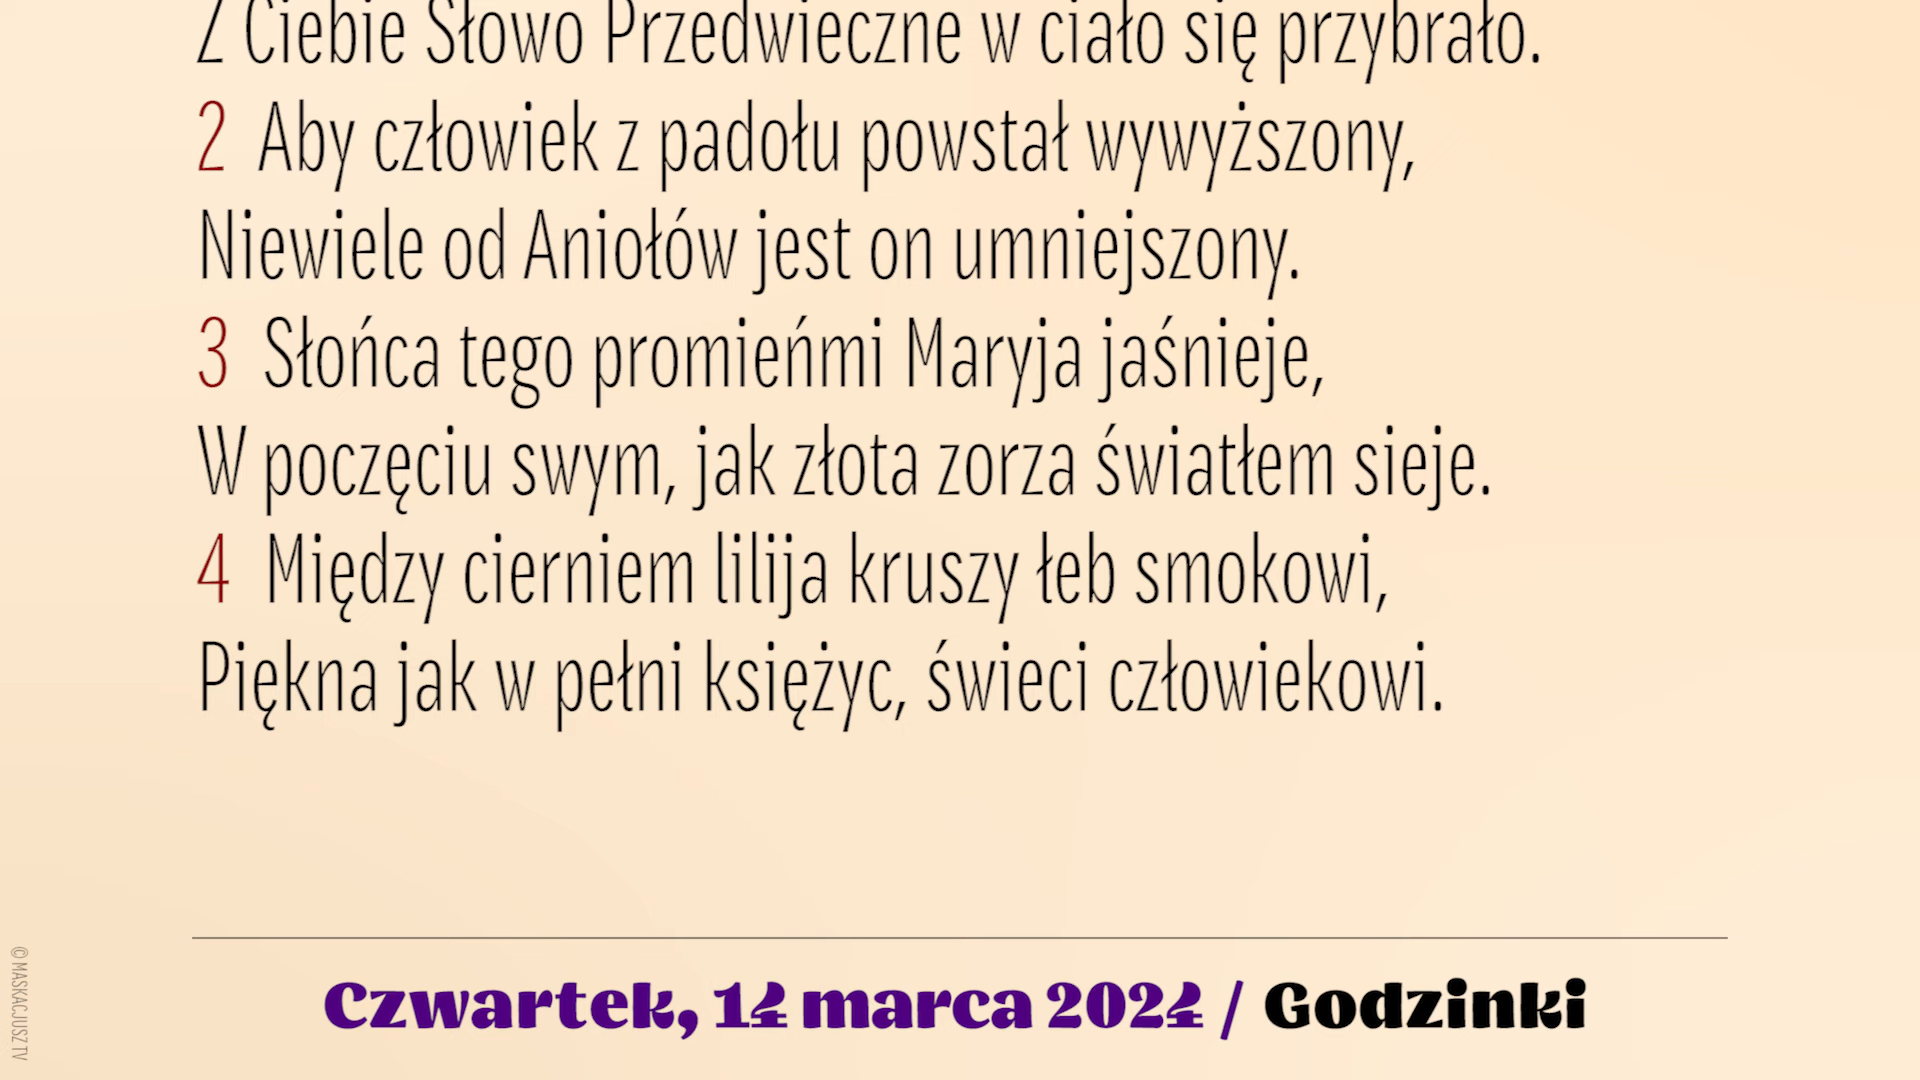 Z Ciebie Słowo Przedwieczne w ciało się przybrało.
2 Aby człowiek z padołu powstał wywyższony,
Niewiele od Aniołów jest on umniejszony.
3 Słońca tego promieńmi Maryja jaśnieje,
W poczęciu swym, jak złota zorza światłem sieje.
4 Między cierniem lilija kruszy łeb smokowi,
Piękna jak w pełni księżyc, świeci człowiekowi.
Czwartek, 14 marca 2024 / Godzinki
© MASKACJUSZ TV